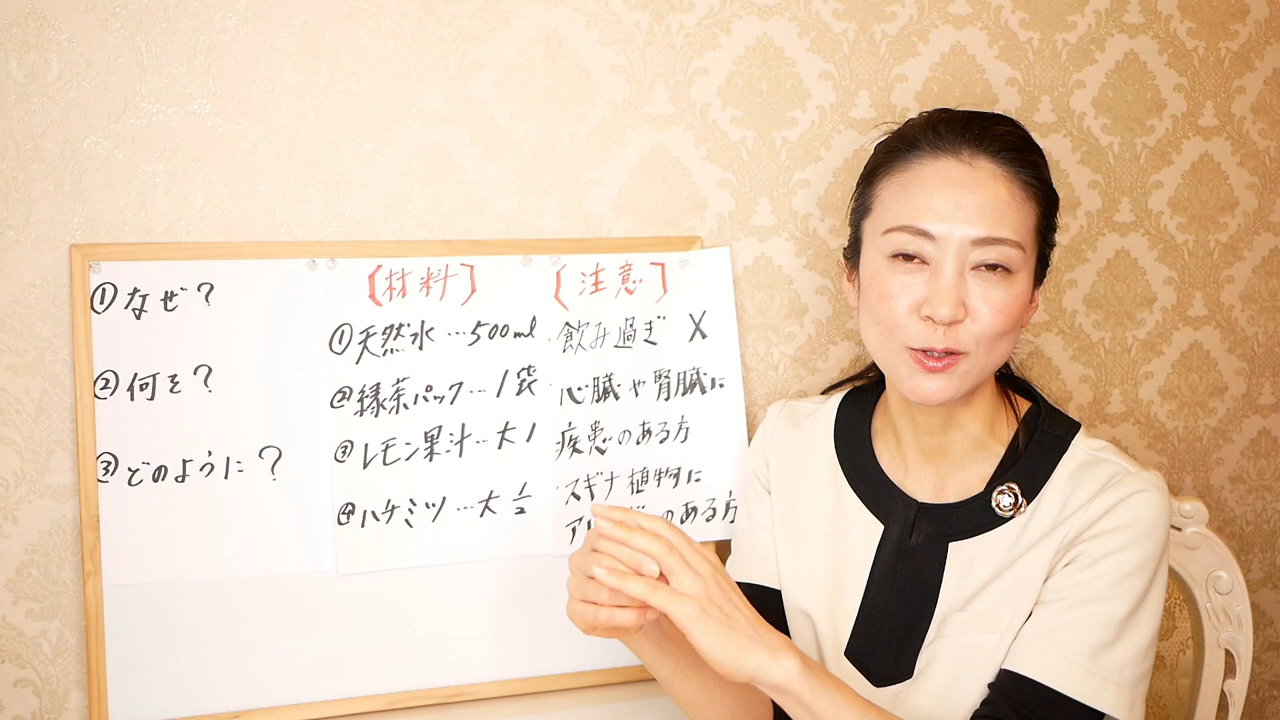 ①なぜ?
②何を?
③どのように?
【材料】
①天然水…500ml
②緑茶パック…1袋
③レモン果汁…大1
④ハチミツ…大1/2
【注意】
・飲み過ぎ X
・心臓や腎臓に
疾患のある方
・スギナ植物に
ア のある方